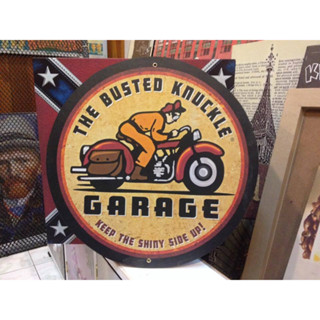 THE BUSTED KNUCKLE
GARAGE
KEEP THE SHINY SIDE UP!